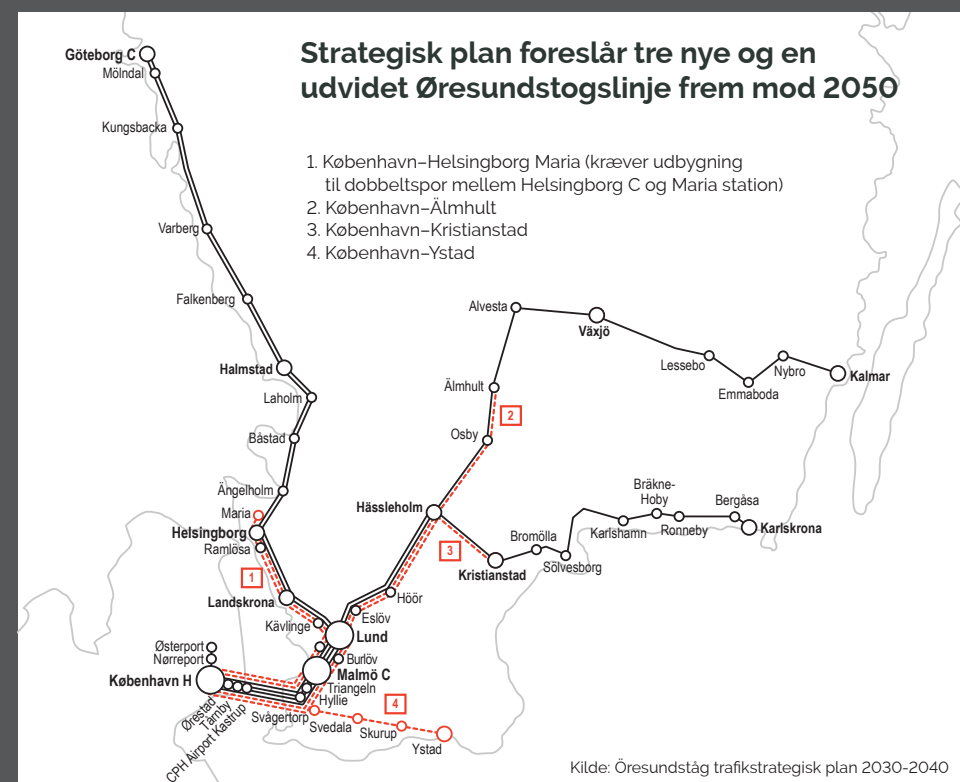 Strategisk plan foreslår tre nye og en
udvidet Øresundstogslinje frem mod 2050
1. København–Helsingborg Maria (kræver udbygning
til dobbeltspor mellem Helsingborg C og Maria station)
2. København–Älmhult
3. København–Kristianstad
4. København–Ystad
Göteborg C
Mölndal
Kungsbacka
Varberg
Falkenberg
Halmstad
Laholm
Båstad
Ängelholm
Maria
Helsingborg
Ramlösa
1
Landskrona
Kävlinge
Alvesta
Växjö
Lessebo
Emmaboda
Nybro
Kalmar
Älmhult
2
Osby
Hässleholm
3
Kristianstad
Bromölla
Sölvesborg
Karlshamn
Bräkne-
Hoby
Ronneby
Bergåsa
Karlskrona
Höör
Eslöv
Lund
Burlöv
Malmö C
Triangeln
Hyllie
Østerport
Nørreport
København H
Ørestad
Tårnby
CPH Airport Kastrup
Svågertorp
Svedala
Skurup
4
Ystad
Kilde: Öresundståg trafikstrategisk plan 2030-2040